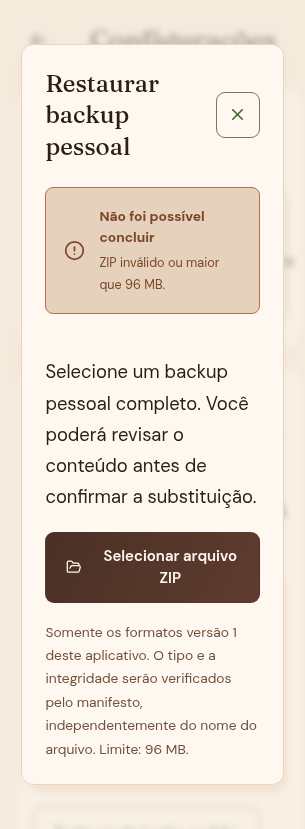 Configurações
Restaurar
backup
pessoal
Não foi possível
concluir
ZIP inválido ou maior
que 96 MB.
Selecione um backup
pessoal completo. Você
poderá revisar o
conteúdo antes de
confirmar a substituição.
Selecionar arquivo
ZIP
Somente os formatos versão 1
deste aplicativo. O tipo e a
integridade serão verificados
pelo manifesto,
independentemente do nome do
arquivo. Limite: 96 MB.